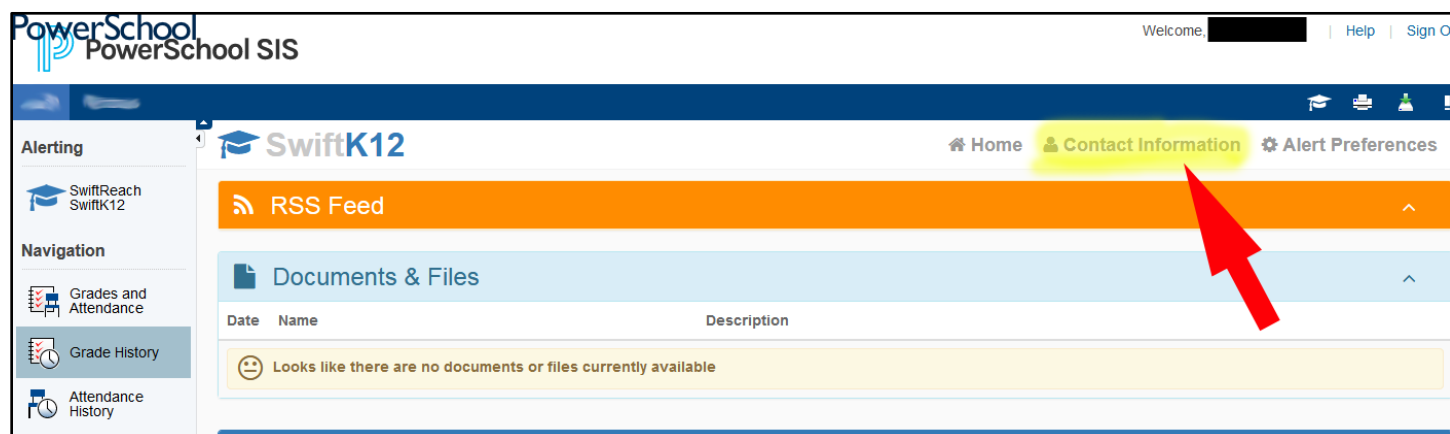 PowerSchool
PowerSchool SIS
Welcome,
Help
Sign O
Alerting
SwiftK12
Home
Contact Information
Alert Preferences
SwiftReach
SwiftK12
RSS Feed
Navigation
Documents & Files
Grades and
Attendance
Date Name Description
Grade History
Looks like there are no documents or files currently available
Attendance
History